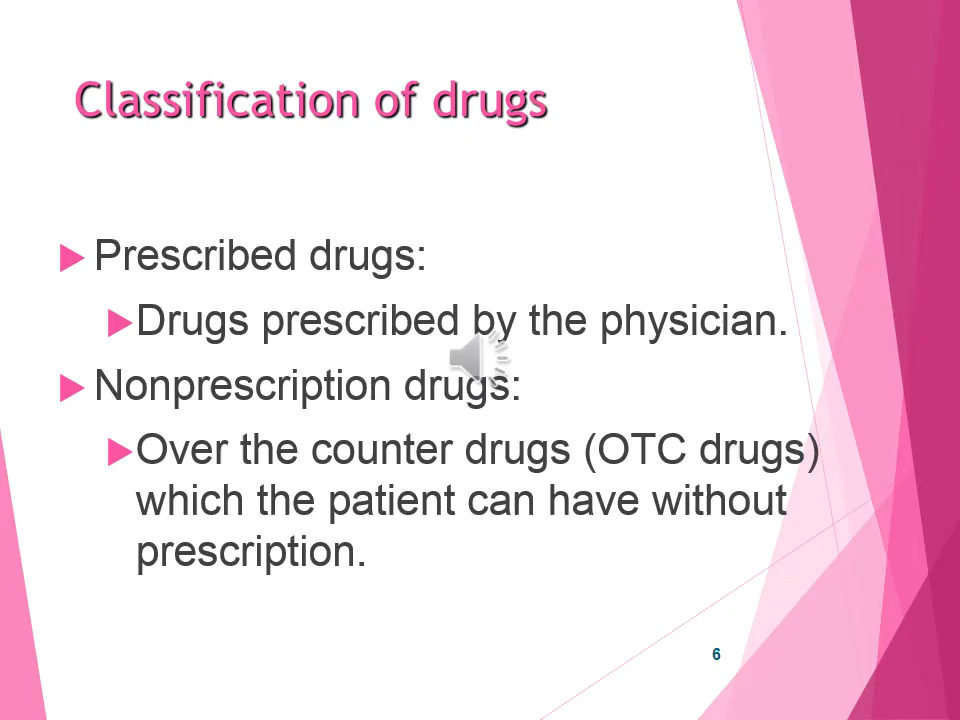 Classification of drugs
Prescribed drugs:
Drugs prescribed by the physician.
Nonprescription drugs:
Over the counter drugs (OTC drugs)
which the patient can have without
prescription.
6